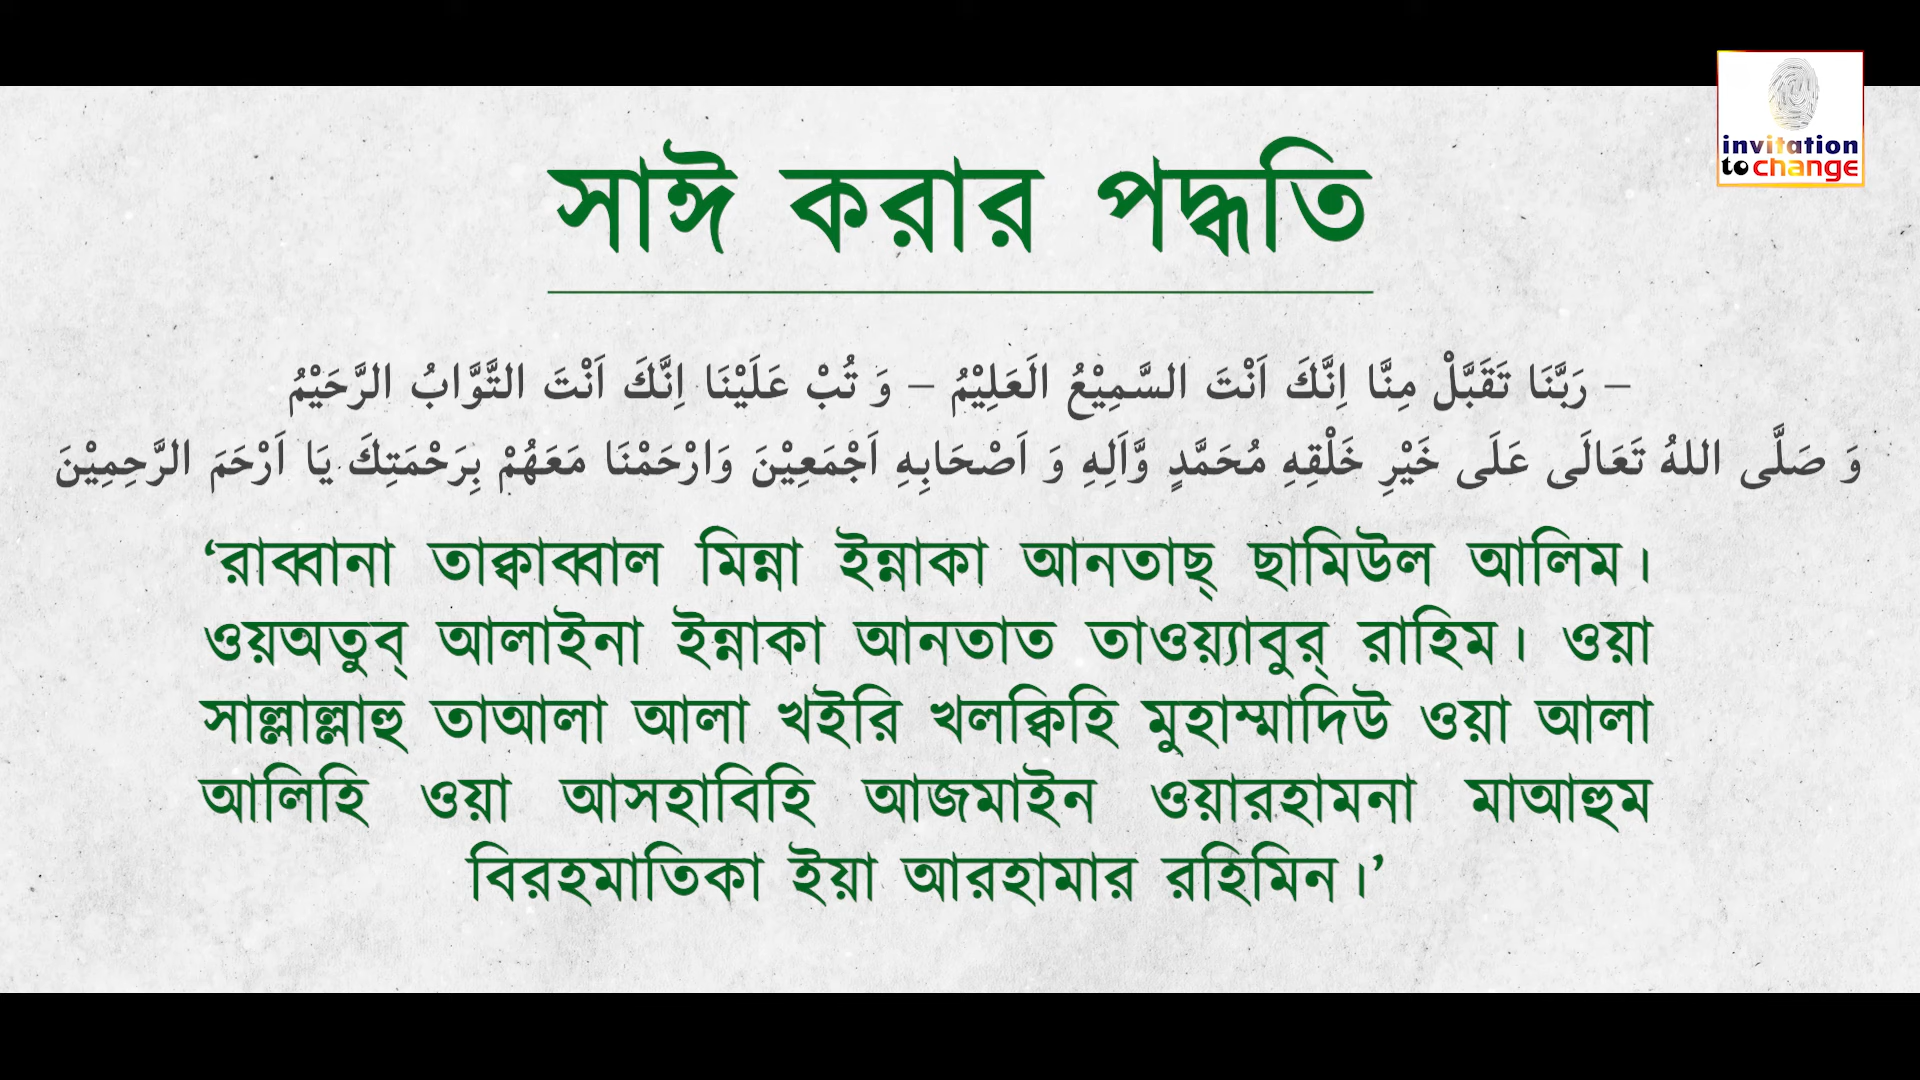 invitation
to change
সাঈ করার পদ্ধতি
– رَبَّنَا تَقَبَّلْ مِنَّا اِنَّكَ اَنْتَ السَّمِيْعُ الَعَلِيْمُ – وَ تُبْ عَلَيْنَا اِنَّكَ اَنْتَ التَّوَّابُ الرَّحَيْمُ
وَ صَلَّى اللهُ تَعَالَى عَلَى خَيْرِ خَلْقِهِ مُحَمَّدٍ وَّاَلِهِ وَ اَصْحَابِهِ اَجْمَعِيْنَ وَارْحَمْنَا مَعَهُمْ بِرَحْمَتِكَ يَا اَرْحَمَ الرَّحِمِيْنَ
‘রাব্বানা তাক্বাব্বাল মিন্না ইন্নাকা আনতাছ্ ছামিউল আলিম।
ওয়অতুব্ আলাইনা ইন্নাকা আনতাত তাওয়্যাবুর্ রাহিম। ওয়া
সাল্লাল্লাহু তাআলা আলা খইরি খলক্বিহি মুহাম্মাদিউ ওয়া আলা
আলিহি ওয়া আসহাবিহি আজমাইন ওয়ারহামনা মাআহুম
বিরহমাতিকা ইয়া আরহামার রহিমিন।’